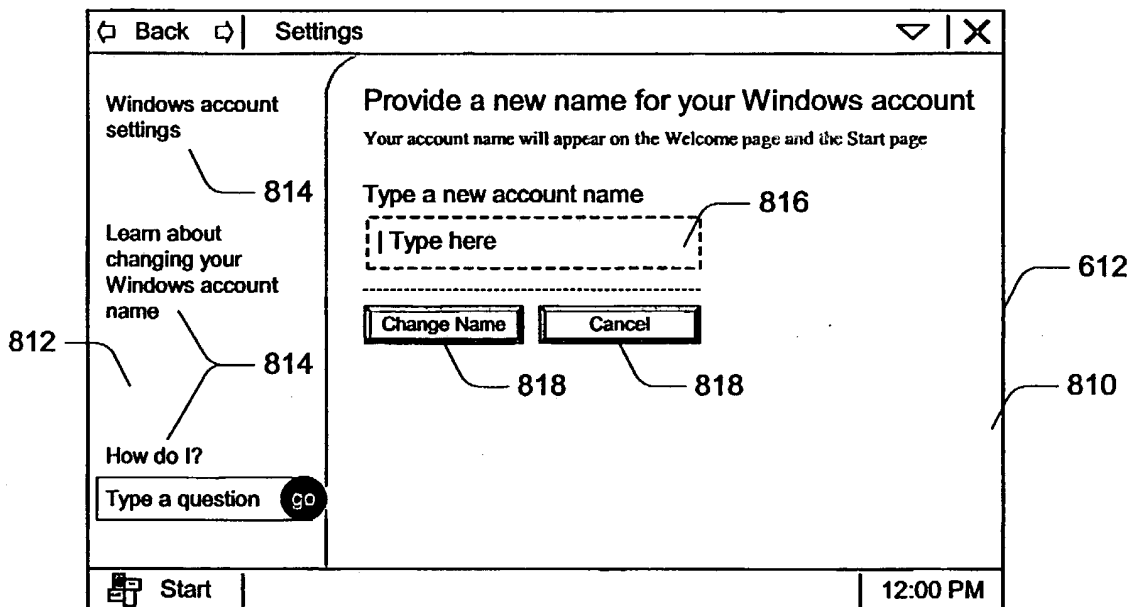 Back
Settings
Windows account
settings
814
Learn about
changing your
Windows account
name
812
814
How do I?
Type a question
go
Provide a new name for your Windows account
Your account name will appear on the Welcome page and the Start page
Type a new account name
816
Type here
612
Change Name
Cancel
818
818
810
Start
12:00 PM